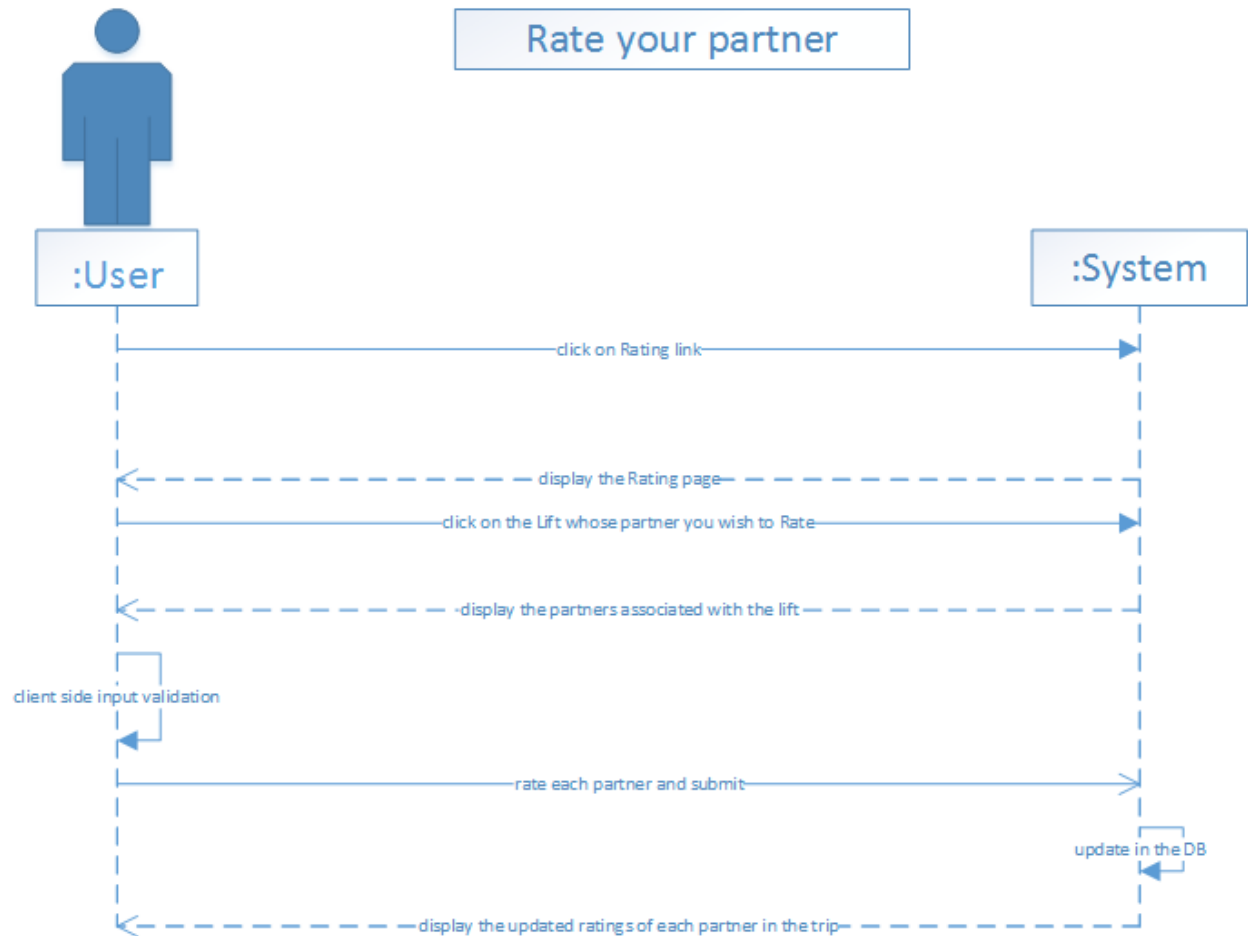 Rate your partner
:User
:System
click on Rating link
display the Rating page
click on the Lift whose partner you wish to Rate
display the partners associated with the lift
client side input validation
rate each partner and submit
update in the DB
display the updated ratings of each partner in the trip